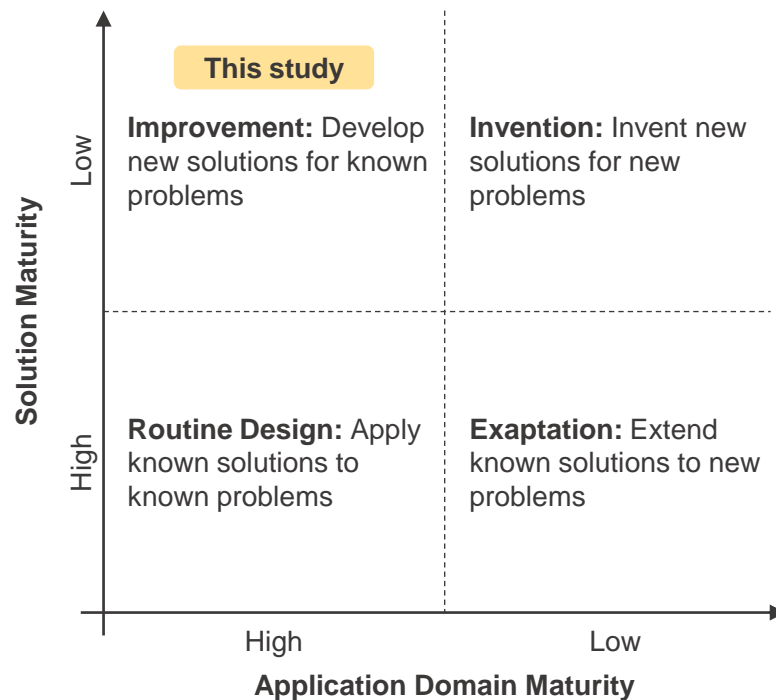 This study
Improvement: Develop
new solutions for known
problems
Invention: Invent new
solutions for new
problems
Low
Solution Maturity
High
Routine Design: Apply
known solutions to
known problems
Exaptation: Extend
known solutions to new
problems
High
Low
Application Domain Maturity